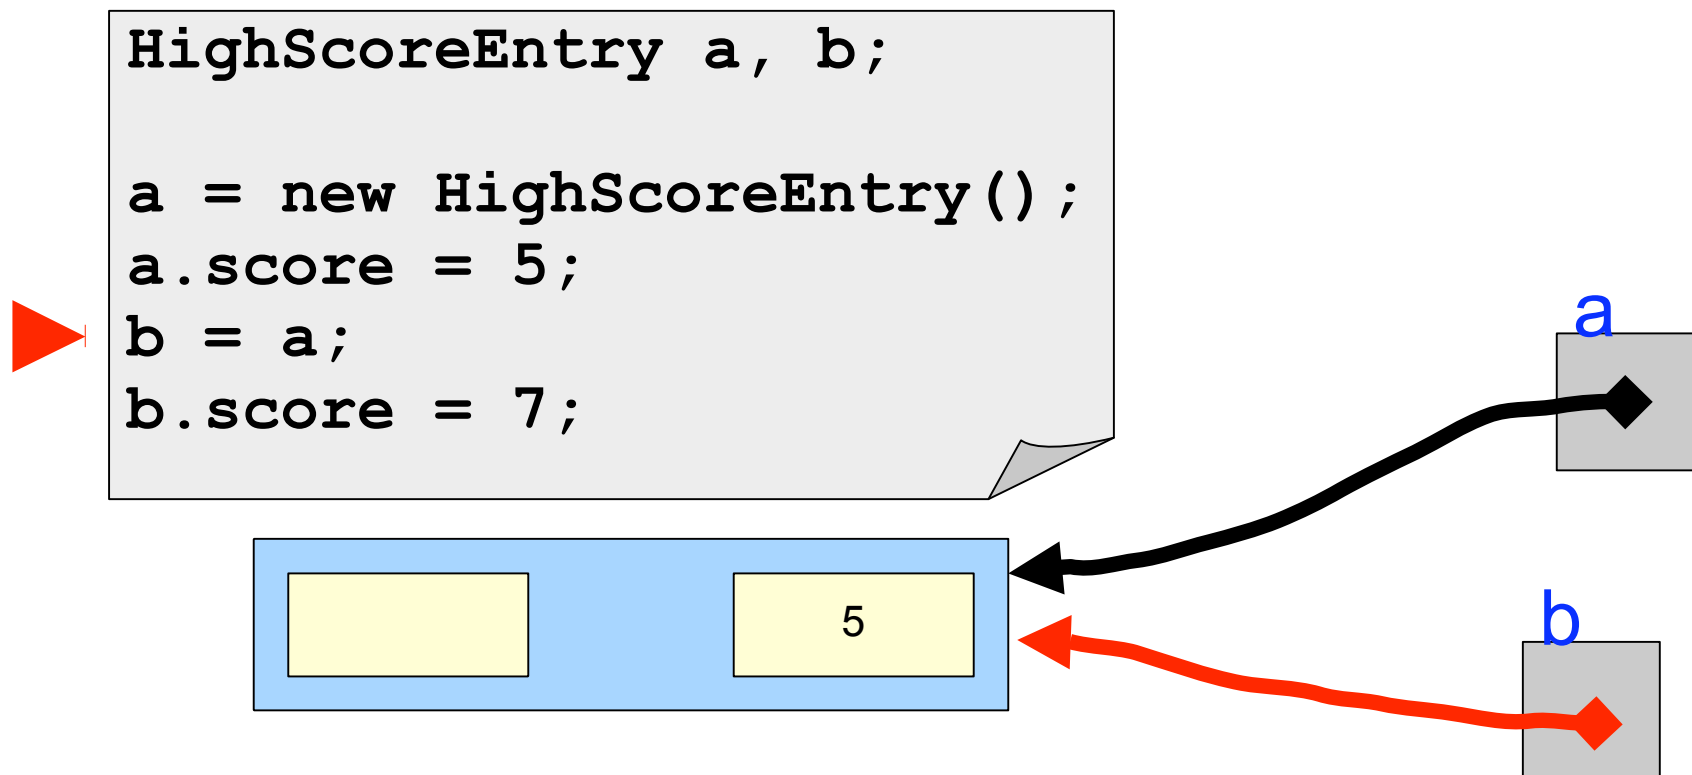 HighScoreEntry a, b;
a = new HighScoreEntry();
a.score = 5;
b = a;
b.score = 7;
a
5
b